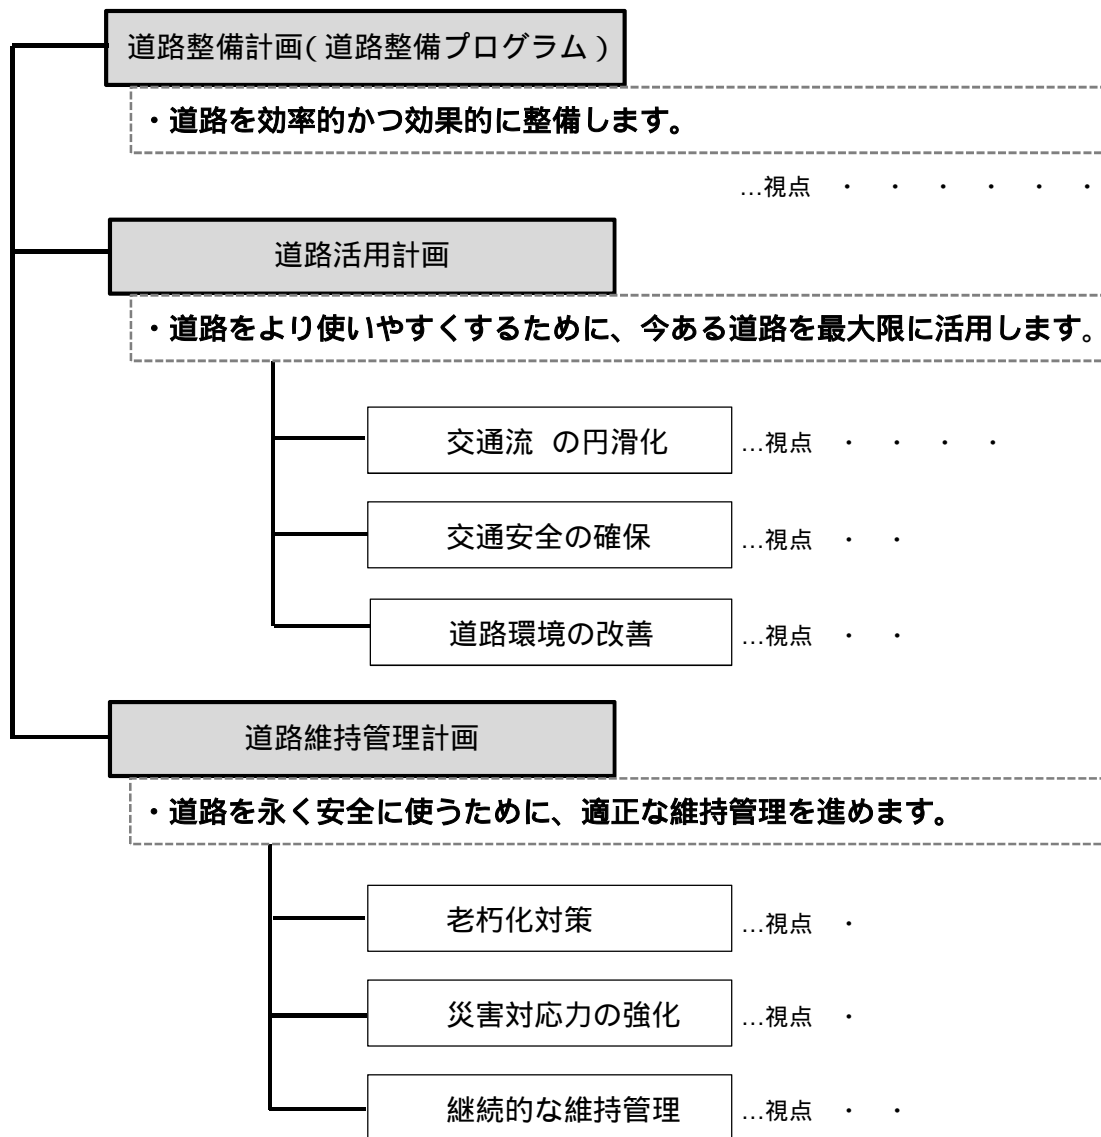 道路整備計画(道路整備プログラム)
・道路を効率的かつ効果的に整備します。
…視点 ・ ・ ・ ・ ・ ・
道路活用計画
・道路をより使いやすくするために、今ある道路を最大限に活用します。
交通流 の円滑化 …視点 ・ ・ ・ ・
交通安全の確保 …視点 ・ ・
道路環境の改善 …視点 ・ ・
道路維持管理計画
・道路を永く安全に使うために、適正な維持管理を進めます。
老朽化対策 …視点 ・
災害対応力の強化 …視点 ・
継続的な維持管理 …視点 ・ ・